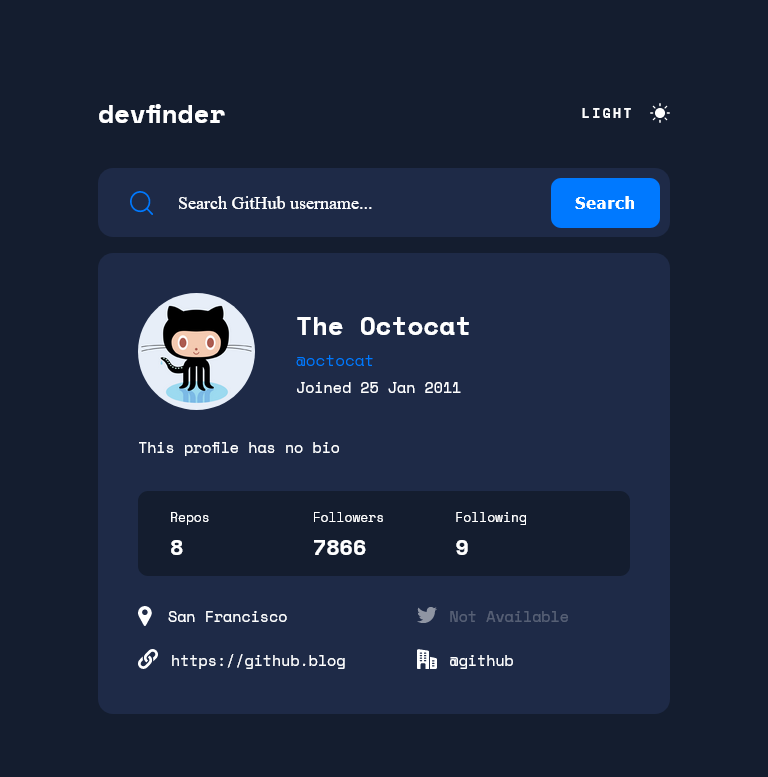 devfinder
LIGHT
Search GitHub username...
Search
The Octocat
@octocat
Joined 25 Jan 2011
This profile has no bio
Repos Followers Following
8 7866 9
San Francisco
Not Available
https://github.blog
@github